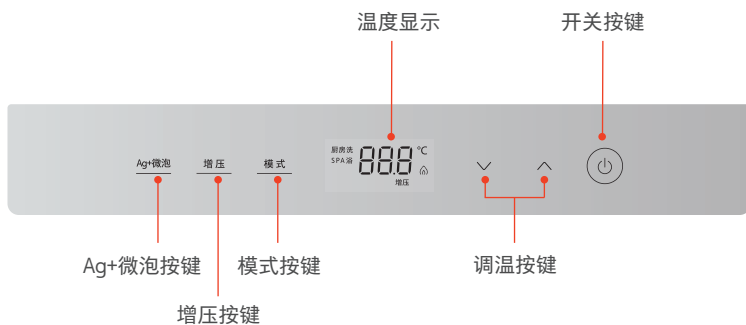 温度显示
开关按键
Ag+微泡
增压
模式
厨房洗
SPA浴
88.8
℃
增压
Ag+微泡按键
模式按键
调温按键
增压按键